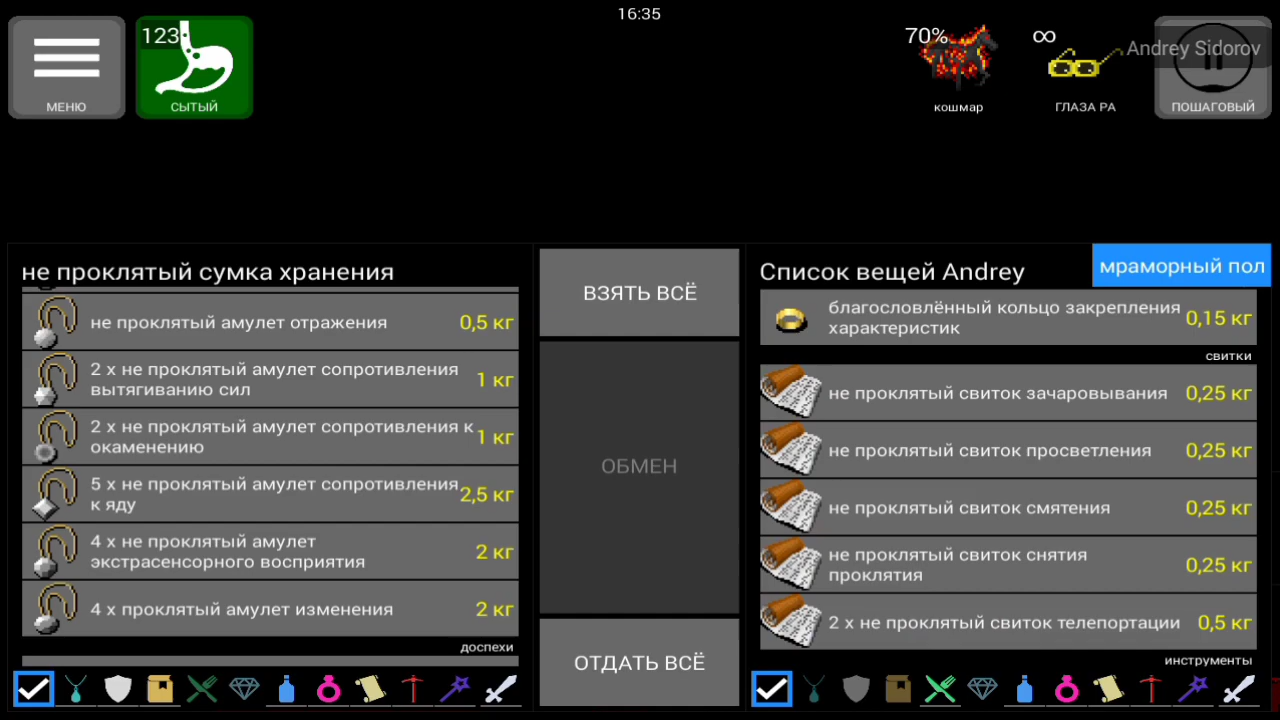 16:35
123
МЕНЮ
СЫТЫЙ
70%
кошмар
∞
ГЛАЗА РА
Andrey Sidorov
ПОШАГОВЫЙ
не проклятый сумка хранения
не проклятый амулет отражения 0,5 кг
2 x не проклятый амулет сопротивления
вытягиванию сил 1 кг
2 x не проклятый амулет сопротивления к
окаменению 1 кг
5 x не проклятый амулет сопротивления
к яду 2,5 кг
4 x не проклятый амулет
экстрасенсорного восприятия 2 кг
4 x проклятый амулет изменения 2 кг
доспехи
ВЗЯТЬ ВСЁ
ОБМЕН
ОТДАТЬ ВСЁ
Список вещей Andrey
мраморный пол
благословлённый кольцо закрепления
характеристик 0,15 кг
свитки
не проклятый свиток зачаровывания 0,25 кг
не проклятый свиток просветления 0,25 кг
не проклятый свиток смятения 0,25 кг
не проклятый свиток снятия
проклятия 0,25 кг
2 x не проклятый свиток телепортации 0,5 кг
инструменты